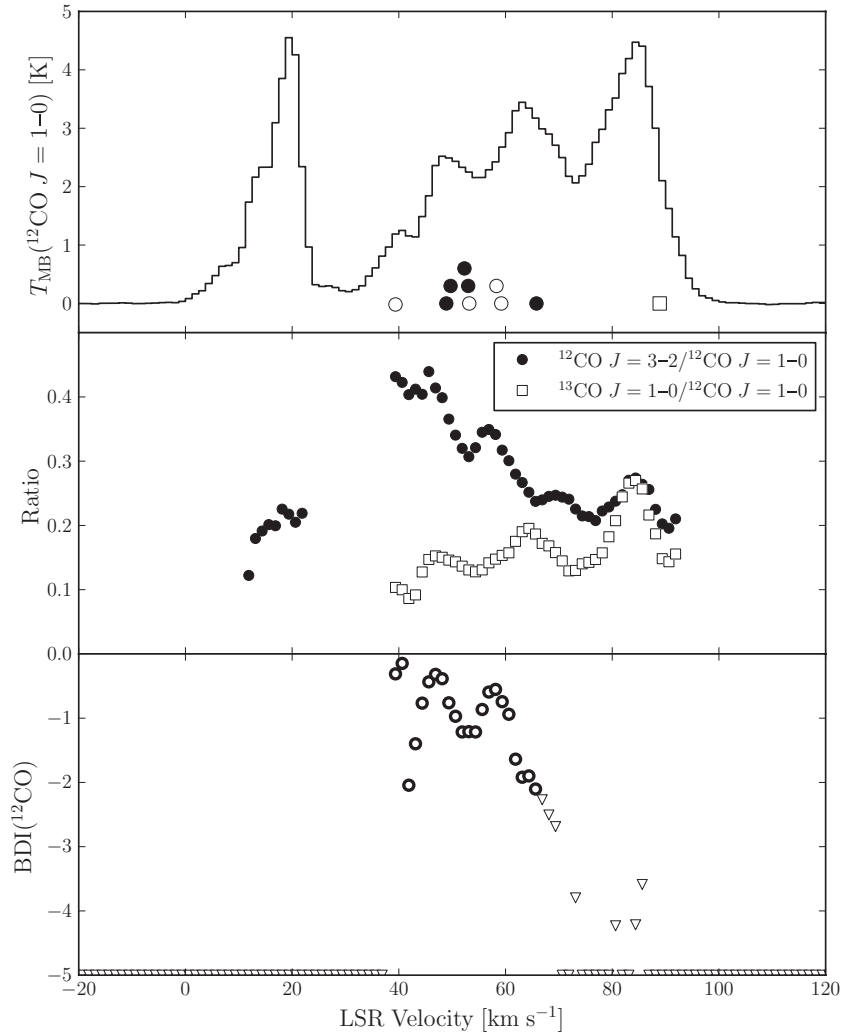 5
4
3
2
1
0
T_MB(¹²CO J = 1–0) [K]
¹²CO J = 3–2/¹²CO J = 1–0
¹³CO J = 1–0/¹²CO J = 1–0
0.4
0.3
0.2
0.1
0.0
Ratio
−1
−2
−3
−4
−5
BDI(¹²CO)
−20 0 20 40 60 80 100 120
LSR Velocity [km s⁻¹]